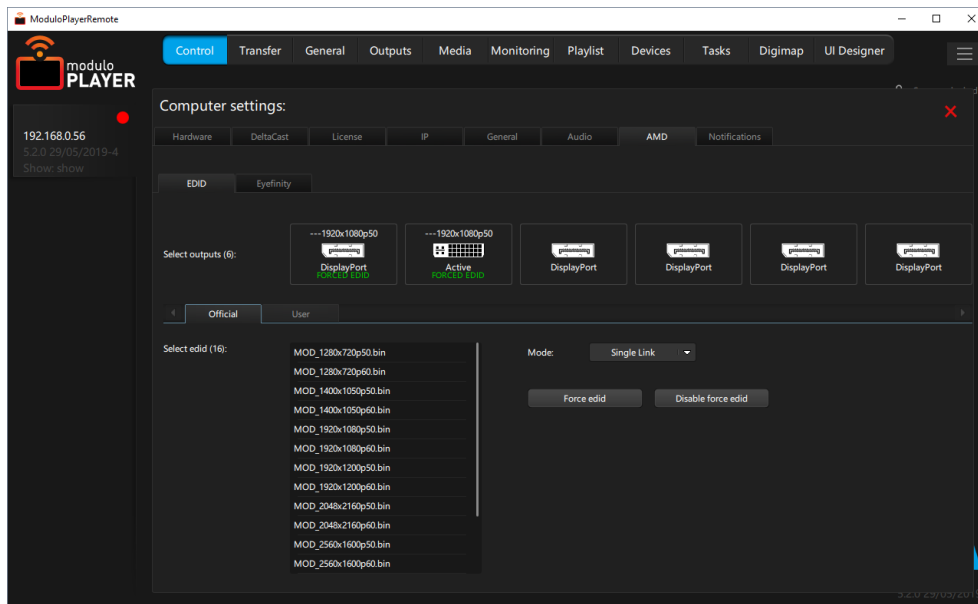 ModuloPlayerRemote
modulo
PLAYER
Control Transfer General Outputs Media Monitoring Playlist Devices Tasks Digimap UI Designer
192.168.0.56
5.2.0 29/05/2019-4
Show: show
Computer settings:
Hardware DeltaCast License IP General Audio AMD Notifications
EDID Eyefinity
Select outputs (6):
---1920x1080p50
DisplayPort
FORCED EDID
---1920x1080p50
Active
FORCED EDID
DisplayPort
DisplayPort
DisplayPort
DisplayPort
Official User
Select edid (16):
MOD_1280x720p50.bin
MOD_1280x720p60.bin
MOD_1400x1050p50.bin
MOD_1400x1050p60.bin
MOD_1920x1080p50.bin
MOD_1920x1080p60.bin
MOD_1920x1200p50.bin
MOD_1920x1200p60.bin
MOD_2048x2160p50.bin
MOD_2048x2160p60.bin
MOD_2560x1600p50.bin
MOD_2560x1600p60.bin
Mode: Single Link
Force edid Disable force edid
5.2.0 29/05/201